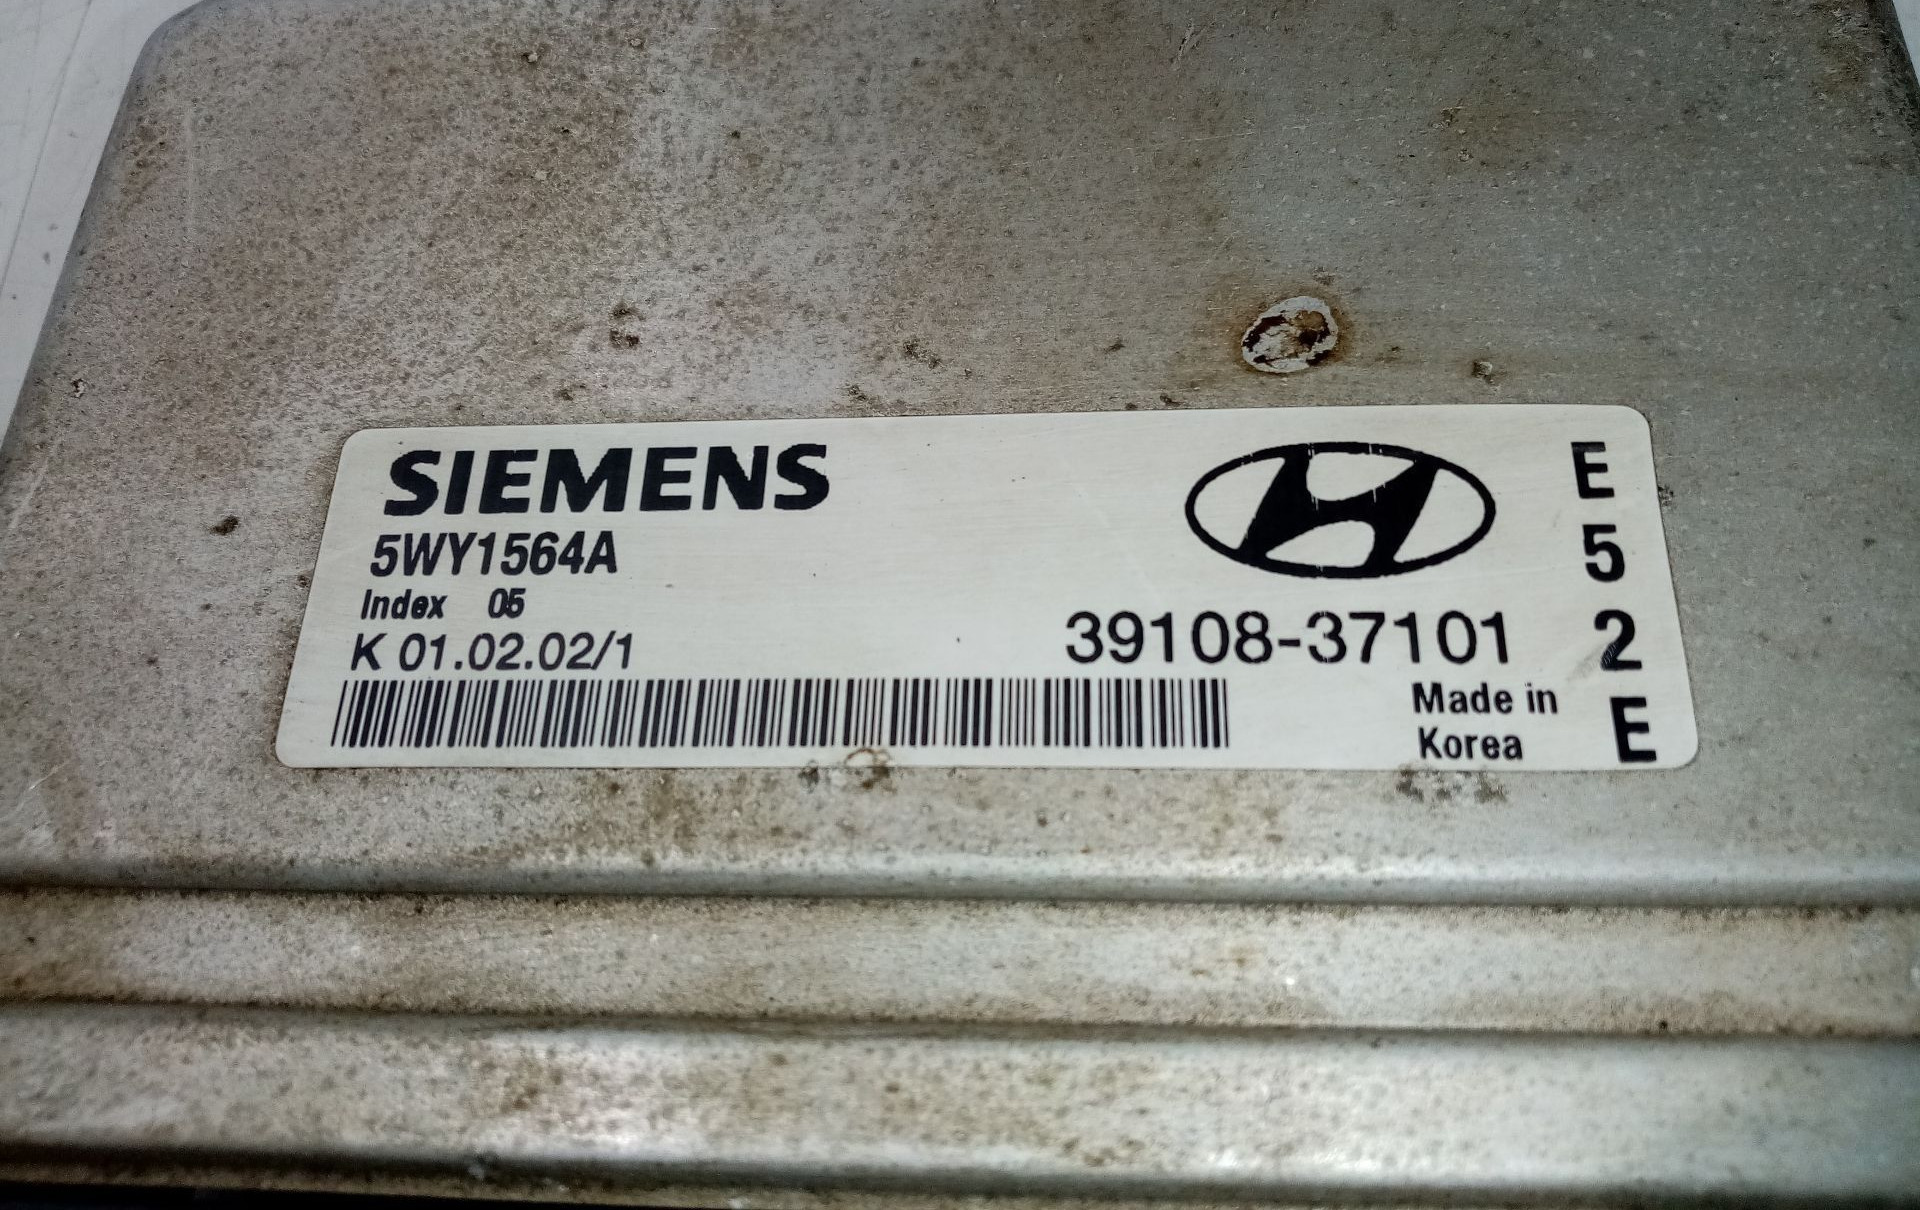 SIEMENS
5WY1564A
Index 05
K 01.02.02/1
39108-37101
Made in
Korea
E
5
2
E